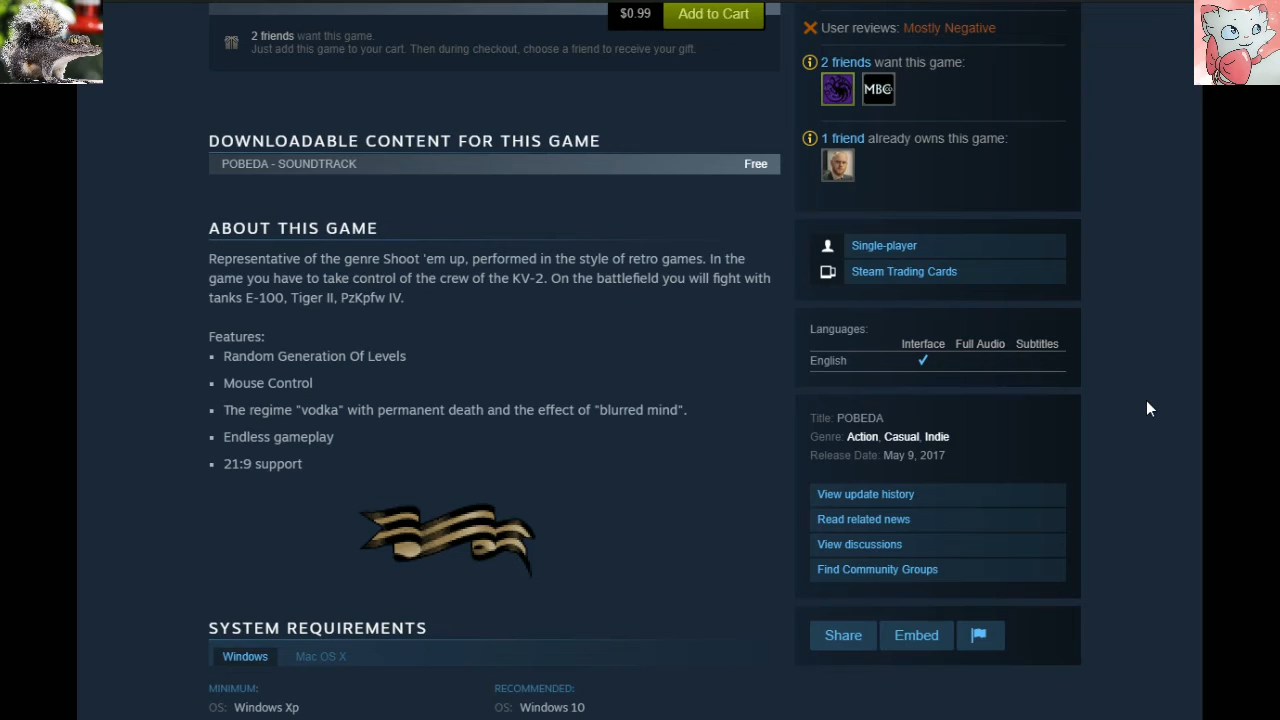 $0.99
Add to Cart
2 friends want this game.
Just add this game to your cart. Then during checkout, choose a friend to receive your gift.
DOWNLOADABLE CONTENT FOR THIS GAME
POBEDA - SOUNDTRACK Free
ABOUT THIS GAME
Representative of the genre Shoot 'em up, performed in the style of retro games. In the
game you have to take control of the crew of the KV-2. On the battlefield you will fight with
tanks E-100, Tiger II, PzKpfw IV.
Features:
Random Generation Of Levels
Mouse Control
The regime "vodka" with permanent death and the effect of "blurred mind".
Endless gameplay
21:9 support
SYSTEM REQUIREMENTS
Windows Mac OS X
MINIMUM:
OS: Windows Xp
RECOMMENDED:
OS: Windows 10
User reviews: Mostly Negative
2 friends want this game:
MBC@
1 friend already owns this game:
Single-player
Steam Trading Cards
Languages:
Interface Full Audio Subtitles
English ✓
Title: POBEDA
Genre: Action, Casual, Indie
Release Date: May 9, 2017
View update history
Read related news
View discussions
Find Community Groups
Share Embed